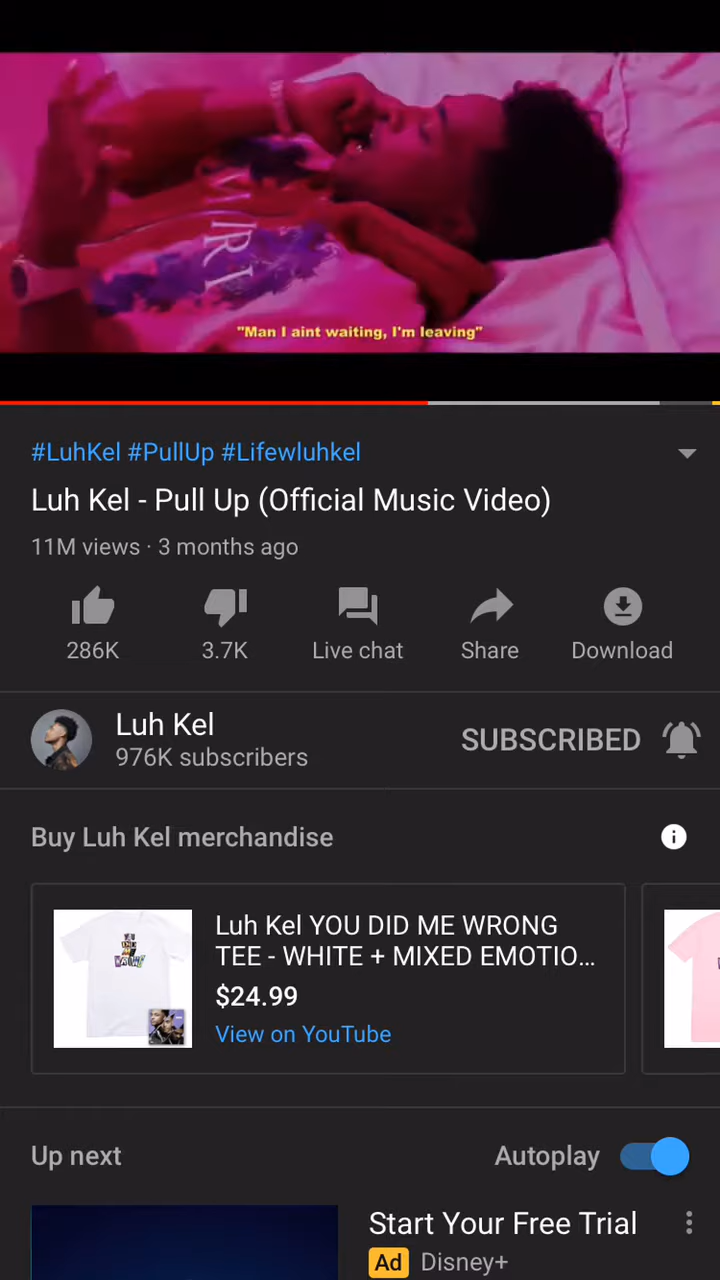 "Man I aint waiting, I'm leaving"
#LuhKel #PullUp #Lifewluhkel
Luh Kel - Pull Up (Official Music Video)
11M views · 3 months ago
286K
3.7K
Live chat
Share
Download
Luh Kel
976K subscribers
SUBSCRIBED
Buy Luh Kel merchandise
Luh Kel YOU DID ME WRONG
TEE - WHITE + MIXED EMOTIO...
$24.99
View on YouTube
Up next
Autoplay
Start Your Free Trial
Ad Disney+